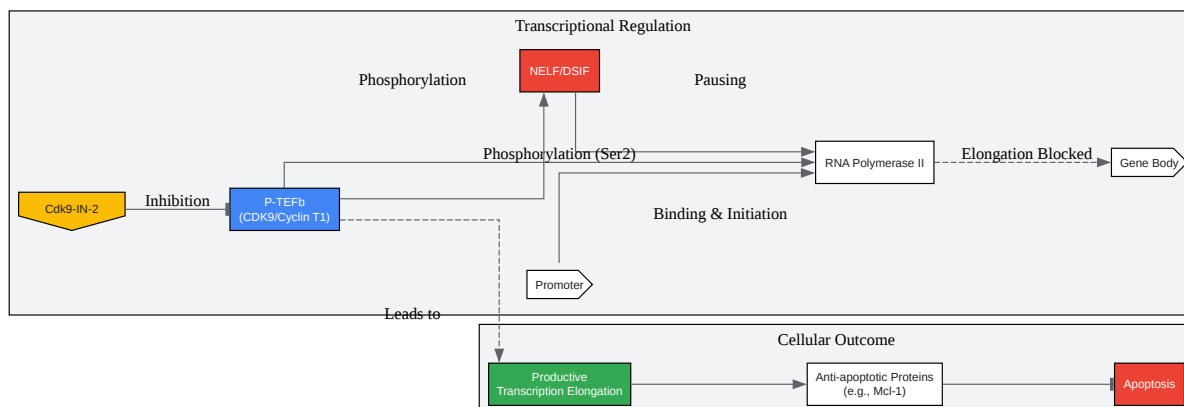 Transcriptional Regulation
NELF/DSIF
Phosphorylation
Pausing
Phosphorylation (Ser2)
RNA Polymerase II
Elongation Blocked
Gene Body
Cdk9-IN-2
Inhibition
P-TEFb
(CDK9/Cyclin T1)
Binding & Initiation
Promoter
Leads to
Cellular Outcome
Productive
Transcription Elongation
Anti-apoptotic Proteins
(e.g., Mcl-1)
Apoptosis